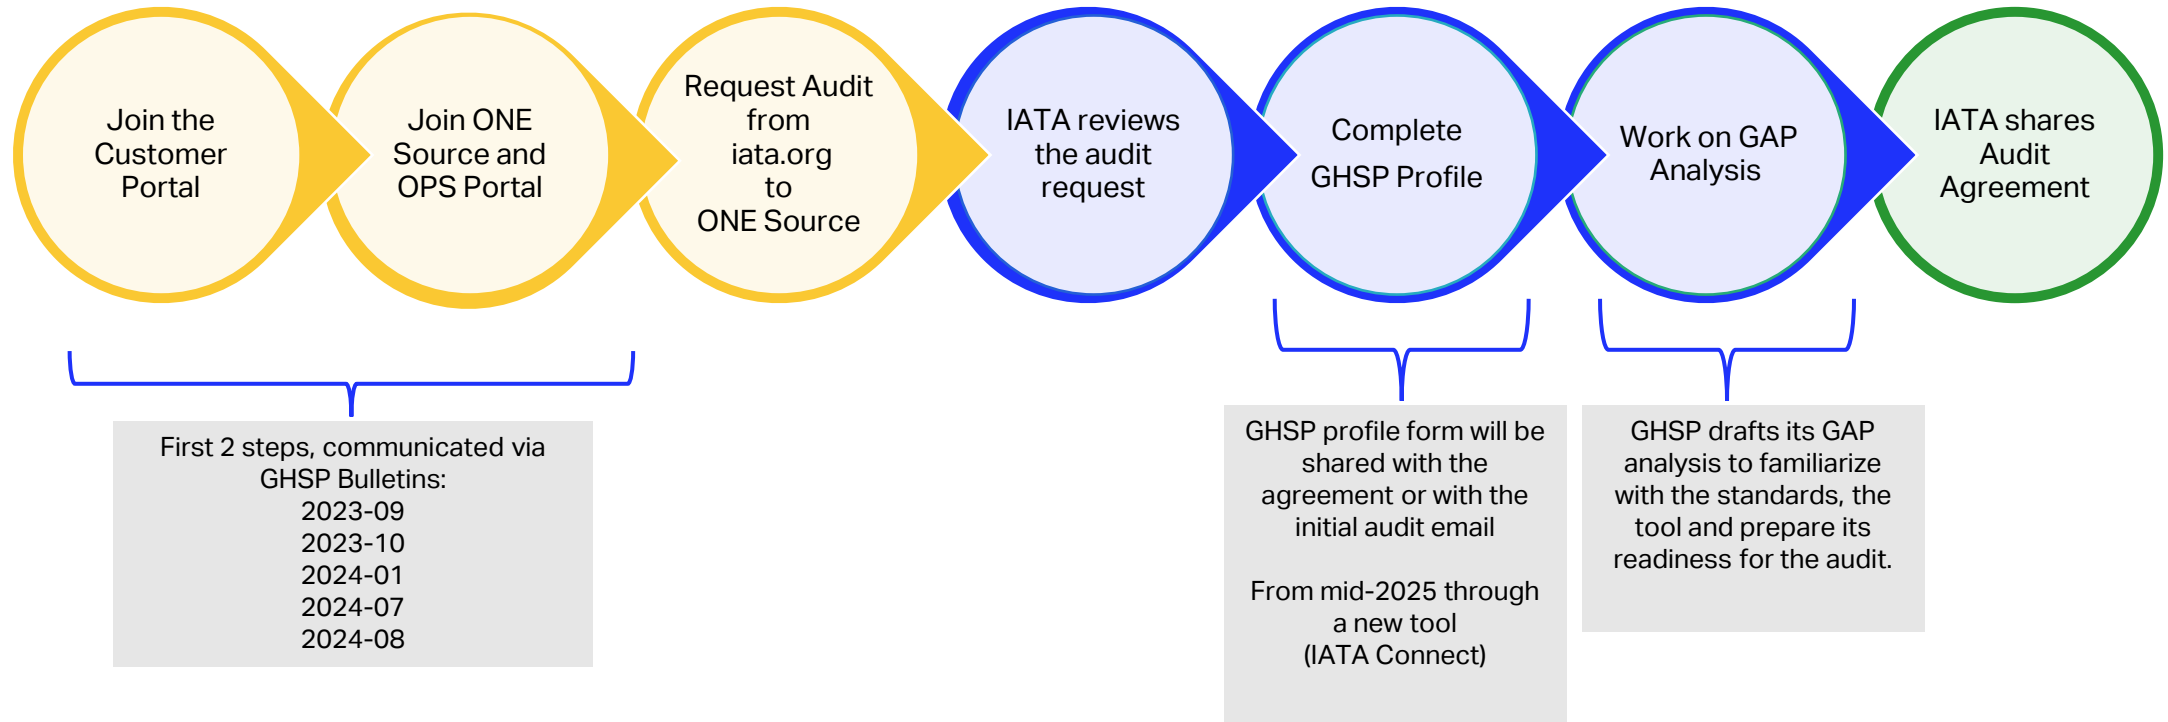 Join the
Customer
Portal
Join ONE
Source and
OPS Portal
Request Audit
from
iata.org
to
ONE Source
IATA reviews
the audit
request
Complete
GHSP Profile
Work on GAP
Analysis
IATA shares
Audit
Agreement
First 2 steps, communicated via
GHSP Bulletins:
2023-09
2023-10
2024-01
2024-07
2024-08
GHSP profile form will be
shared with the
agreement or with the
initial audit email
From mid-2025 through
a new tool
(IATA Connect)
GHSP drafts its GAP
analysis to familiarize
with the standards, the
tool and prepare its
readiness for the audit.